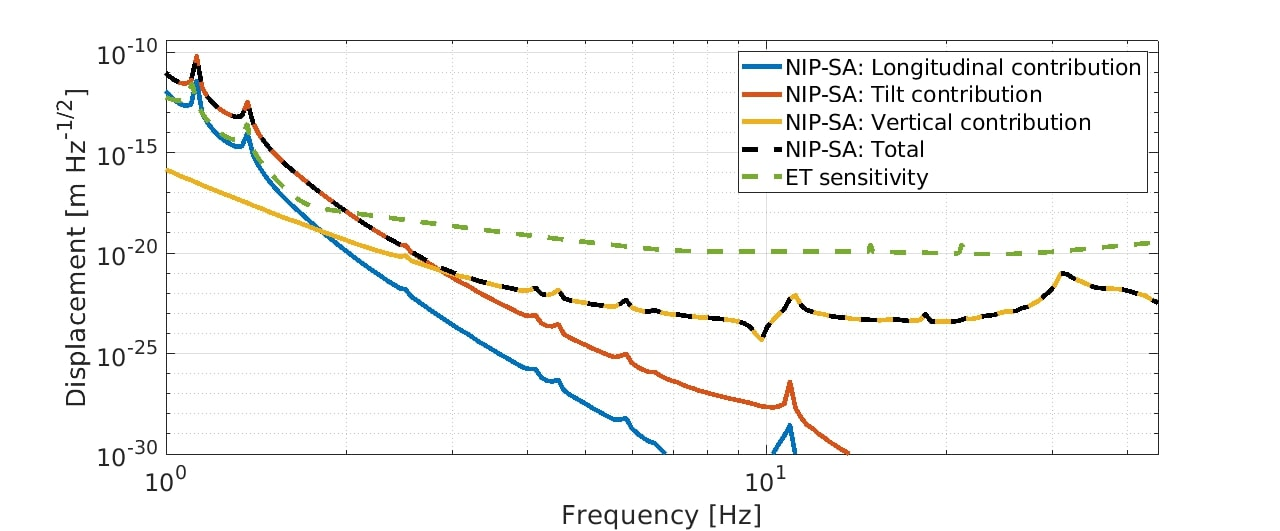 10^-10
10^-15
10^-20
10^-25
10^-30
Displacement [m Hz^-1/2]
NIP-SA: Longitudinal contribution
NIP-SA: Tilt contribution
NIP-SA: Vertical contribution
NIP-SA: Total
ET sensitivity
10^0
10^1
Frequency [Hz]